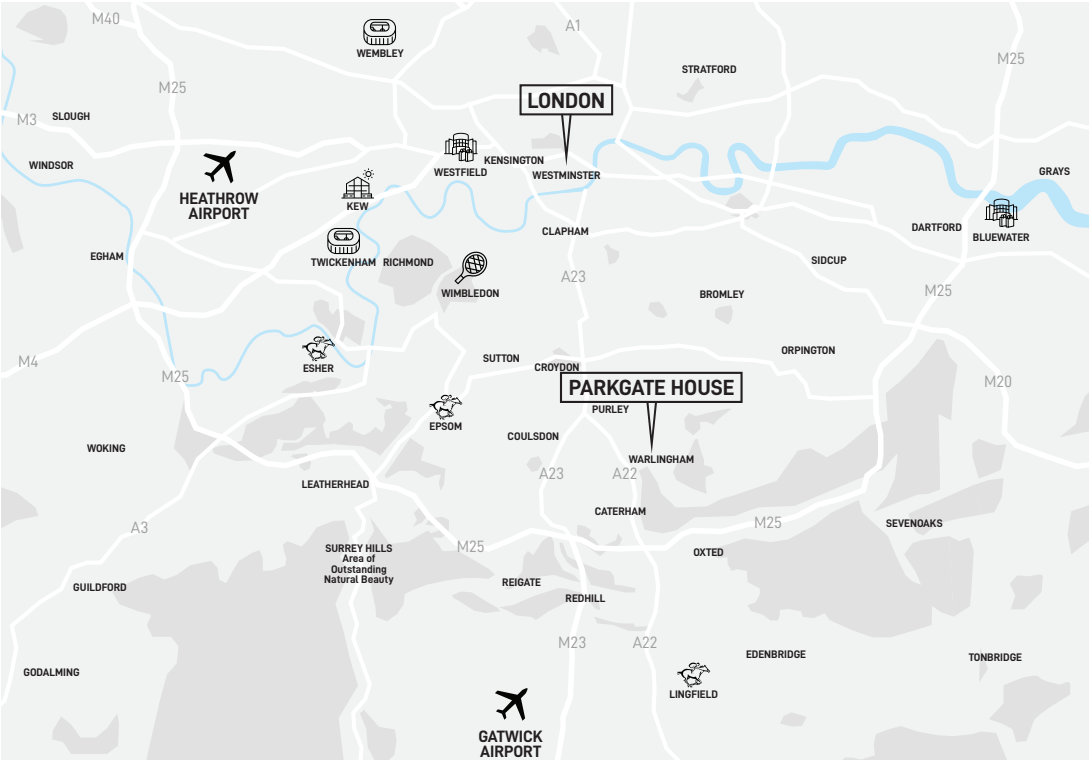 M40
A1
WEMBLEY
M25
STRATFORD
M25
LONDON
M3
SLOUGH
WINDSOR
KENSINGTON
WESTFIELD
WESTMINSTER
GRAYS
HEATHROW
AIRPORT
KEW
CLAPHAM
DARTFORD
BLUEWATER
EGHAM
TWICKENHAM
RICHMOND
SIDCUP
A23
WIMBLEDON
BROMLEY
M25
ORPINGTON
M4
ESHER
SUTTON
CROYDON
M25
PARKGATE HOUSE
M20
PURLEY
EPSOM
COULSDON
WOKING
WARLINGHAM
LEATHERHEAD
A23
A22
CATERHAM
A3
M25
SEVENOAKS
M25
SURREY HILLS
Area of
Outstanding
Natural Beauty
OXTED
GUILDFORD
REIGATE
REDHILL
M23
A22
EDENBRIDGE
TONBRIDGE
GODALMING
LINGFIELD
GATWICK
AIRPORT